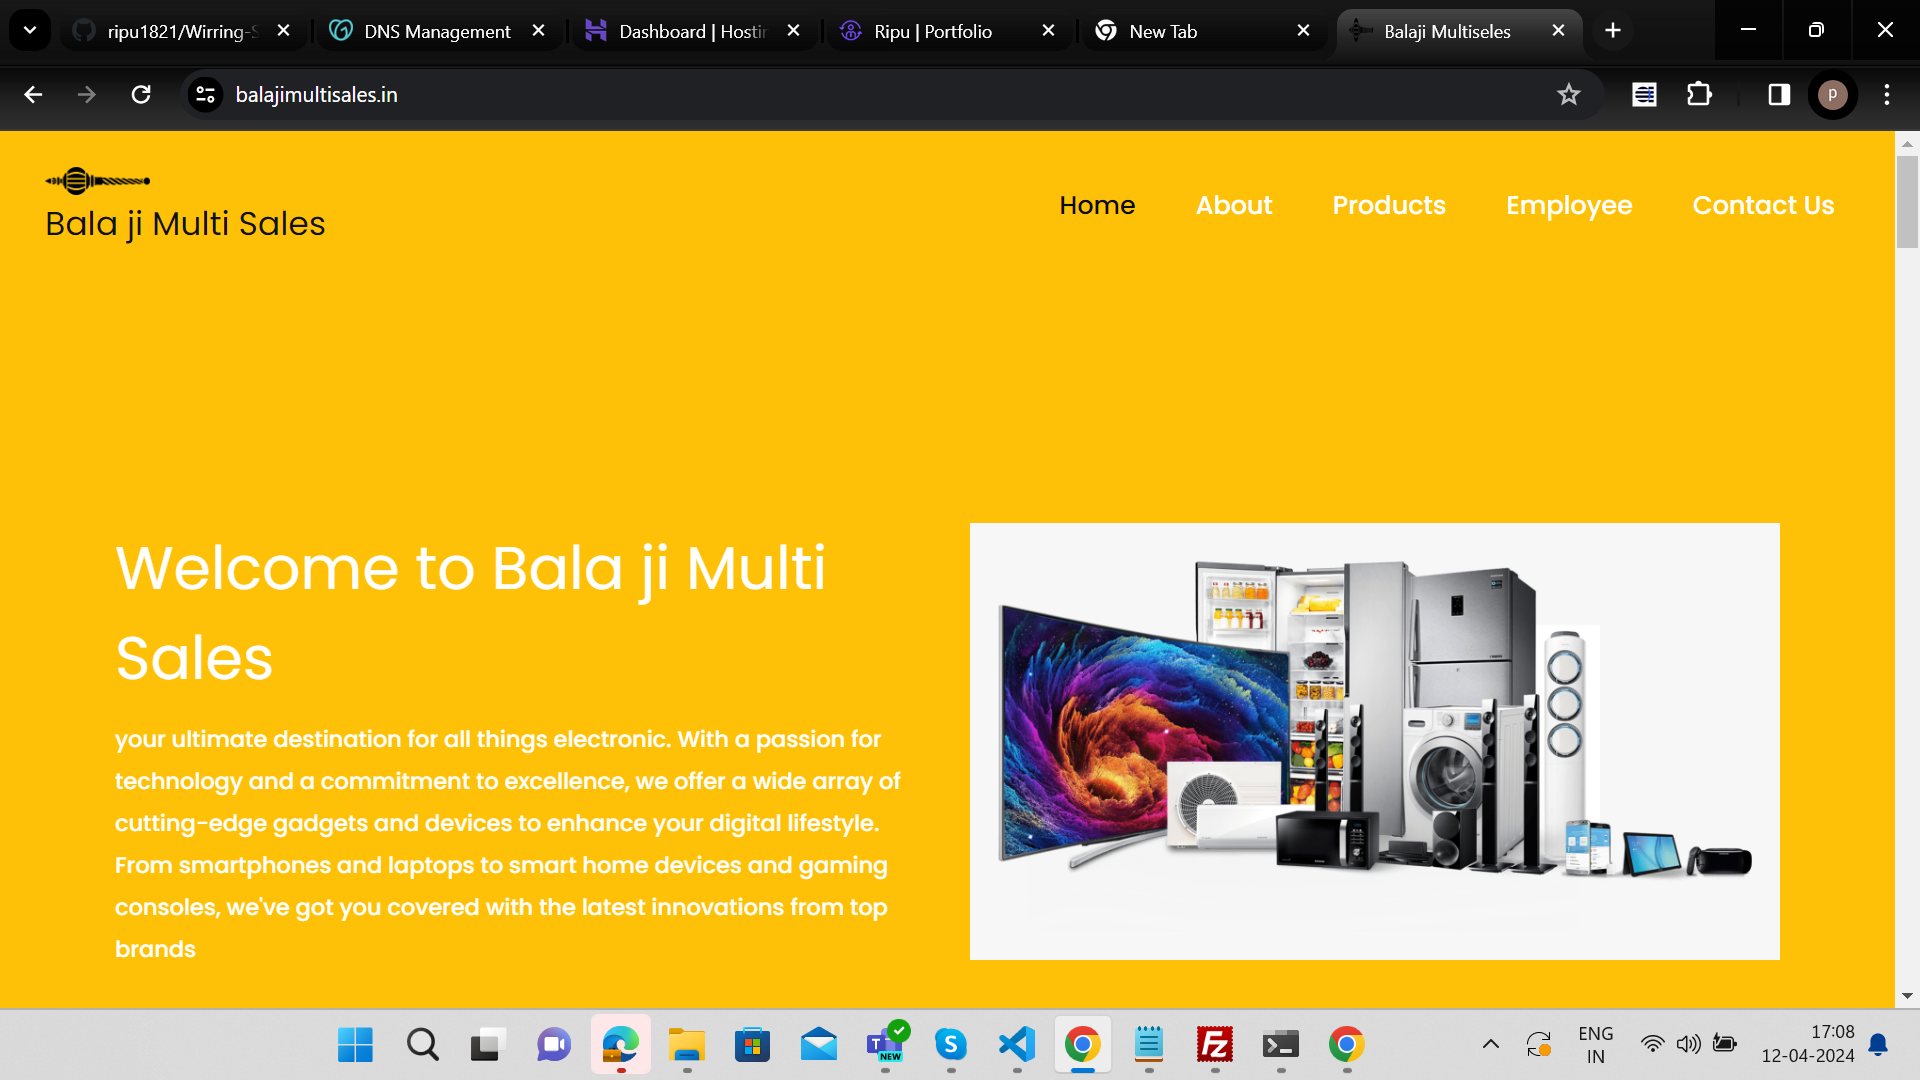 ripu1821/Wirring-S
DNS Management
Dashboard | Hostin
Ripu | Portfolio
New Tab
Balaji Multiseles
balajimultisales.in
p
Bala ji Multi Sales
Home
About
Products
Employee
Contact Us
Welcome to Bala ji Multi
Sales
your ultimate destination for all things electronic. With a passion for
technology and a commitment to excellence, we offer a wide array of
cutting-edge gadgets and devices to enhance your digital lifestyle.
From smartphones and laptops to smart home devices and gaming
consoles, we've got you covered with the latest innovations from top
brands
T
NEW
S
FZ
ENG
IN
17:08
12-04-2024